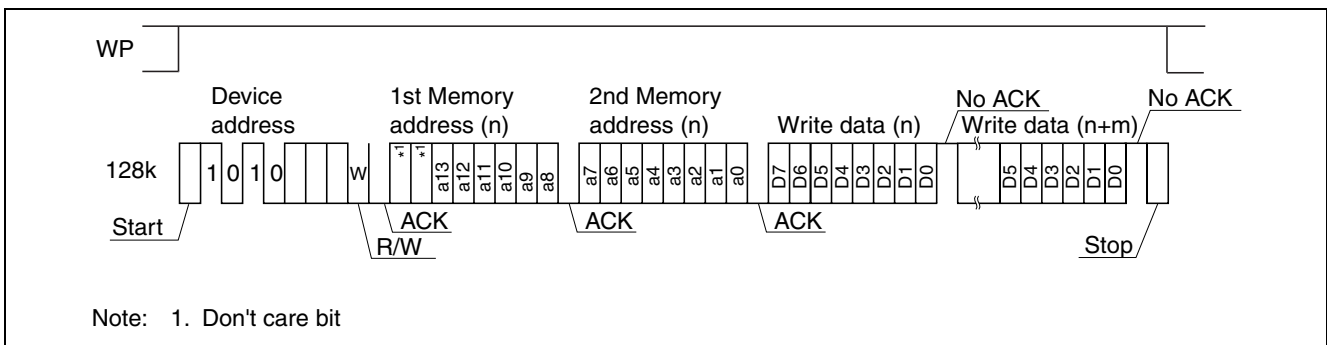 WP
Device address
1st Memory address (n)
2nd Memory address (n)
Write data (n)
No ACK
Write data (n+m)
No ACK
128k
1 0 1 0 W *1 *1 a13 a12 a11 a10 a9 a8 a7 a6 a5 a4 a3 a2 a1 a0 D7 D6 D5 D4 D3 D2 D1 D0 D5 D4 D3 D2 D1 D0
Start
R/W
ACK
ACK
ACK
Stop
Note: 1. Don't care bit